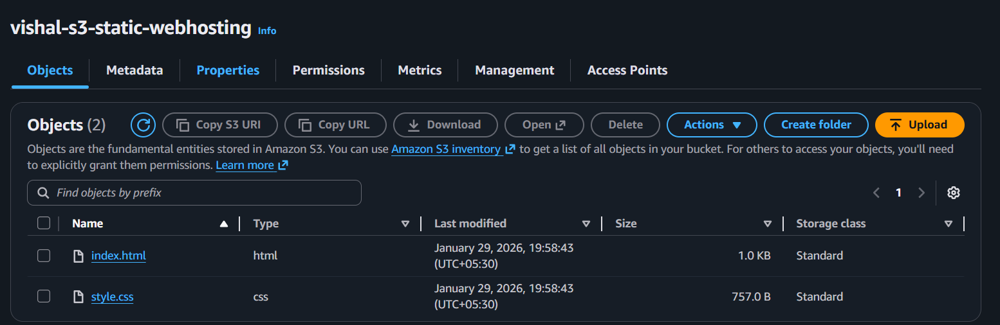 vishal-s3-static-webhosting Info
Objects Metadata Properties Permissions Metrics Management Access Points
Objects (2) Copy S3 URI Copy URL Download Open Delete Actions Create folder Upload
Objects are the fundamental entities stored in Amazon S3. You can use Amazon S3 inventory to get a list of all objects in your bucket. For others to access your objects, you'll need
to explicitly grant them permissions. Learn more
Find objects by prefix 1
Name Type Last modified Size Storage class
index.html html January 29, 2026, 19:58:43 1.0 KB Standard
(UTC+05:30)
style.css css January 29, 2026, 19:58:43 757.0 B Standard
(UTC+05:30)